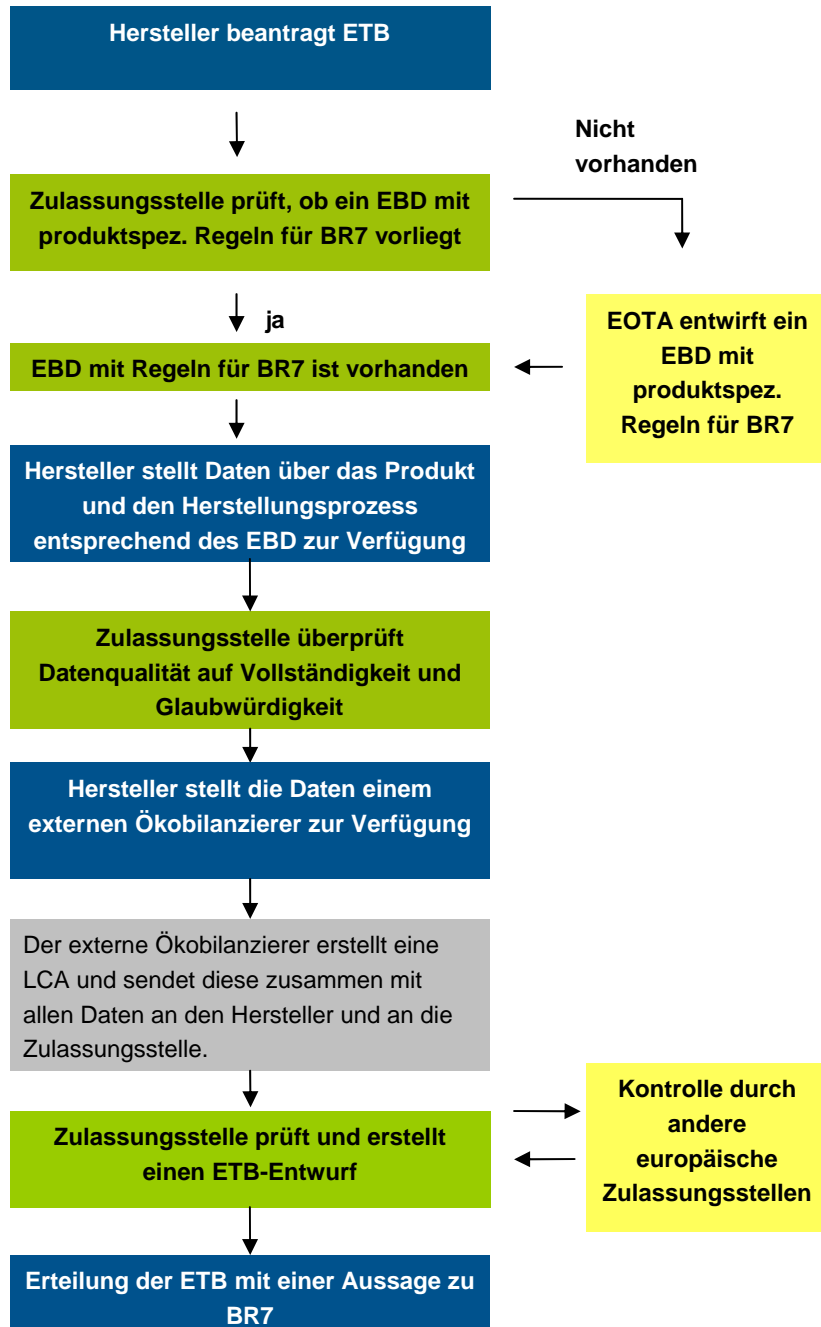 Hersteller beantragt ETB
Nicht
vorhanden
Zulassungsstelle prüft, ob ein EBD mit
produktspez. Regeln für BR7 vorliegt
ja
EOTA entwirft ein
EBD mit
produktspez.
Regeln für BR7
EBD mit Regeln für BR7 ist vorhanden
Hersteller stellt Daten über das Produkt
und den Herstellungsprozess
entsprechend des EBD zur Verfügung
Zulassungsstelle überprüft
Datenqualität auf Vollständigkeit und
Glaubwürdigkeit
Hersteller stellt die Daten einem
externen Ökobilanzierer zur Verfügung
Der externe Ökobilanzierer erstellt eine
LCA und sendet diese zusammen mit
allen Daten an den Hersteller und an die
Zulassungsstelle.
Zulassungsstelle prüft und erstellt
einen ETB-Entwurf
Kontrolle durch
andere
europäische
Zulassungsstellen
Erteilung der ETB mit einer Aussage zu
BR7